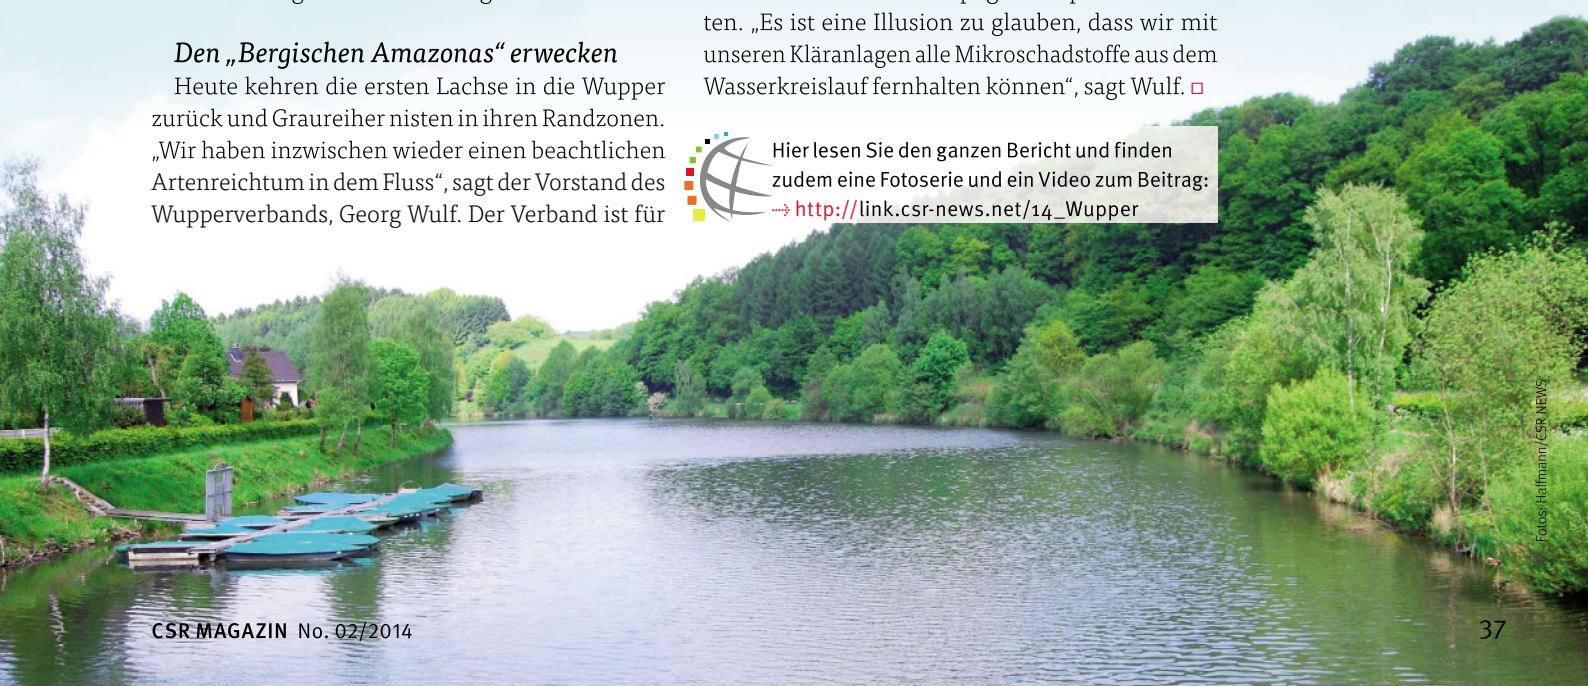 Den „Bergischen Amazonas“ erwecken
Heute kehren die ersten Lachse in die Wupper
zurück und Graureiher nisten in ihren Randzonen.
„Wir haben inzwischen wieder einen beachtlichen
Artenreichtum in dem Fluss“, sagt der Vorstand des
Wupperverbands, Georg Wulf. Der Verband ist für
ten. „Es ist eine Illusion zu glauben, dass wir mit
unseren Kläranlagen alle Mikroschadstoffe aus dem
Wasserkreislauf fernhalten können“, sagt Wulf.
Hier lesen Sie den ganzen Bericht und finden
zudem eine Fotoserie und ein Video zum Beitrag:
http://link.csr-news.net/14_Wupper
Fotos: Halfmann/CSR NEWS
CSR MAGAZIN No. 02/2014
37